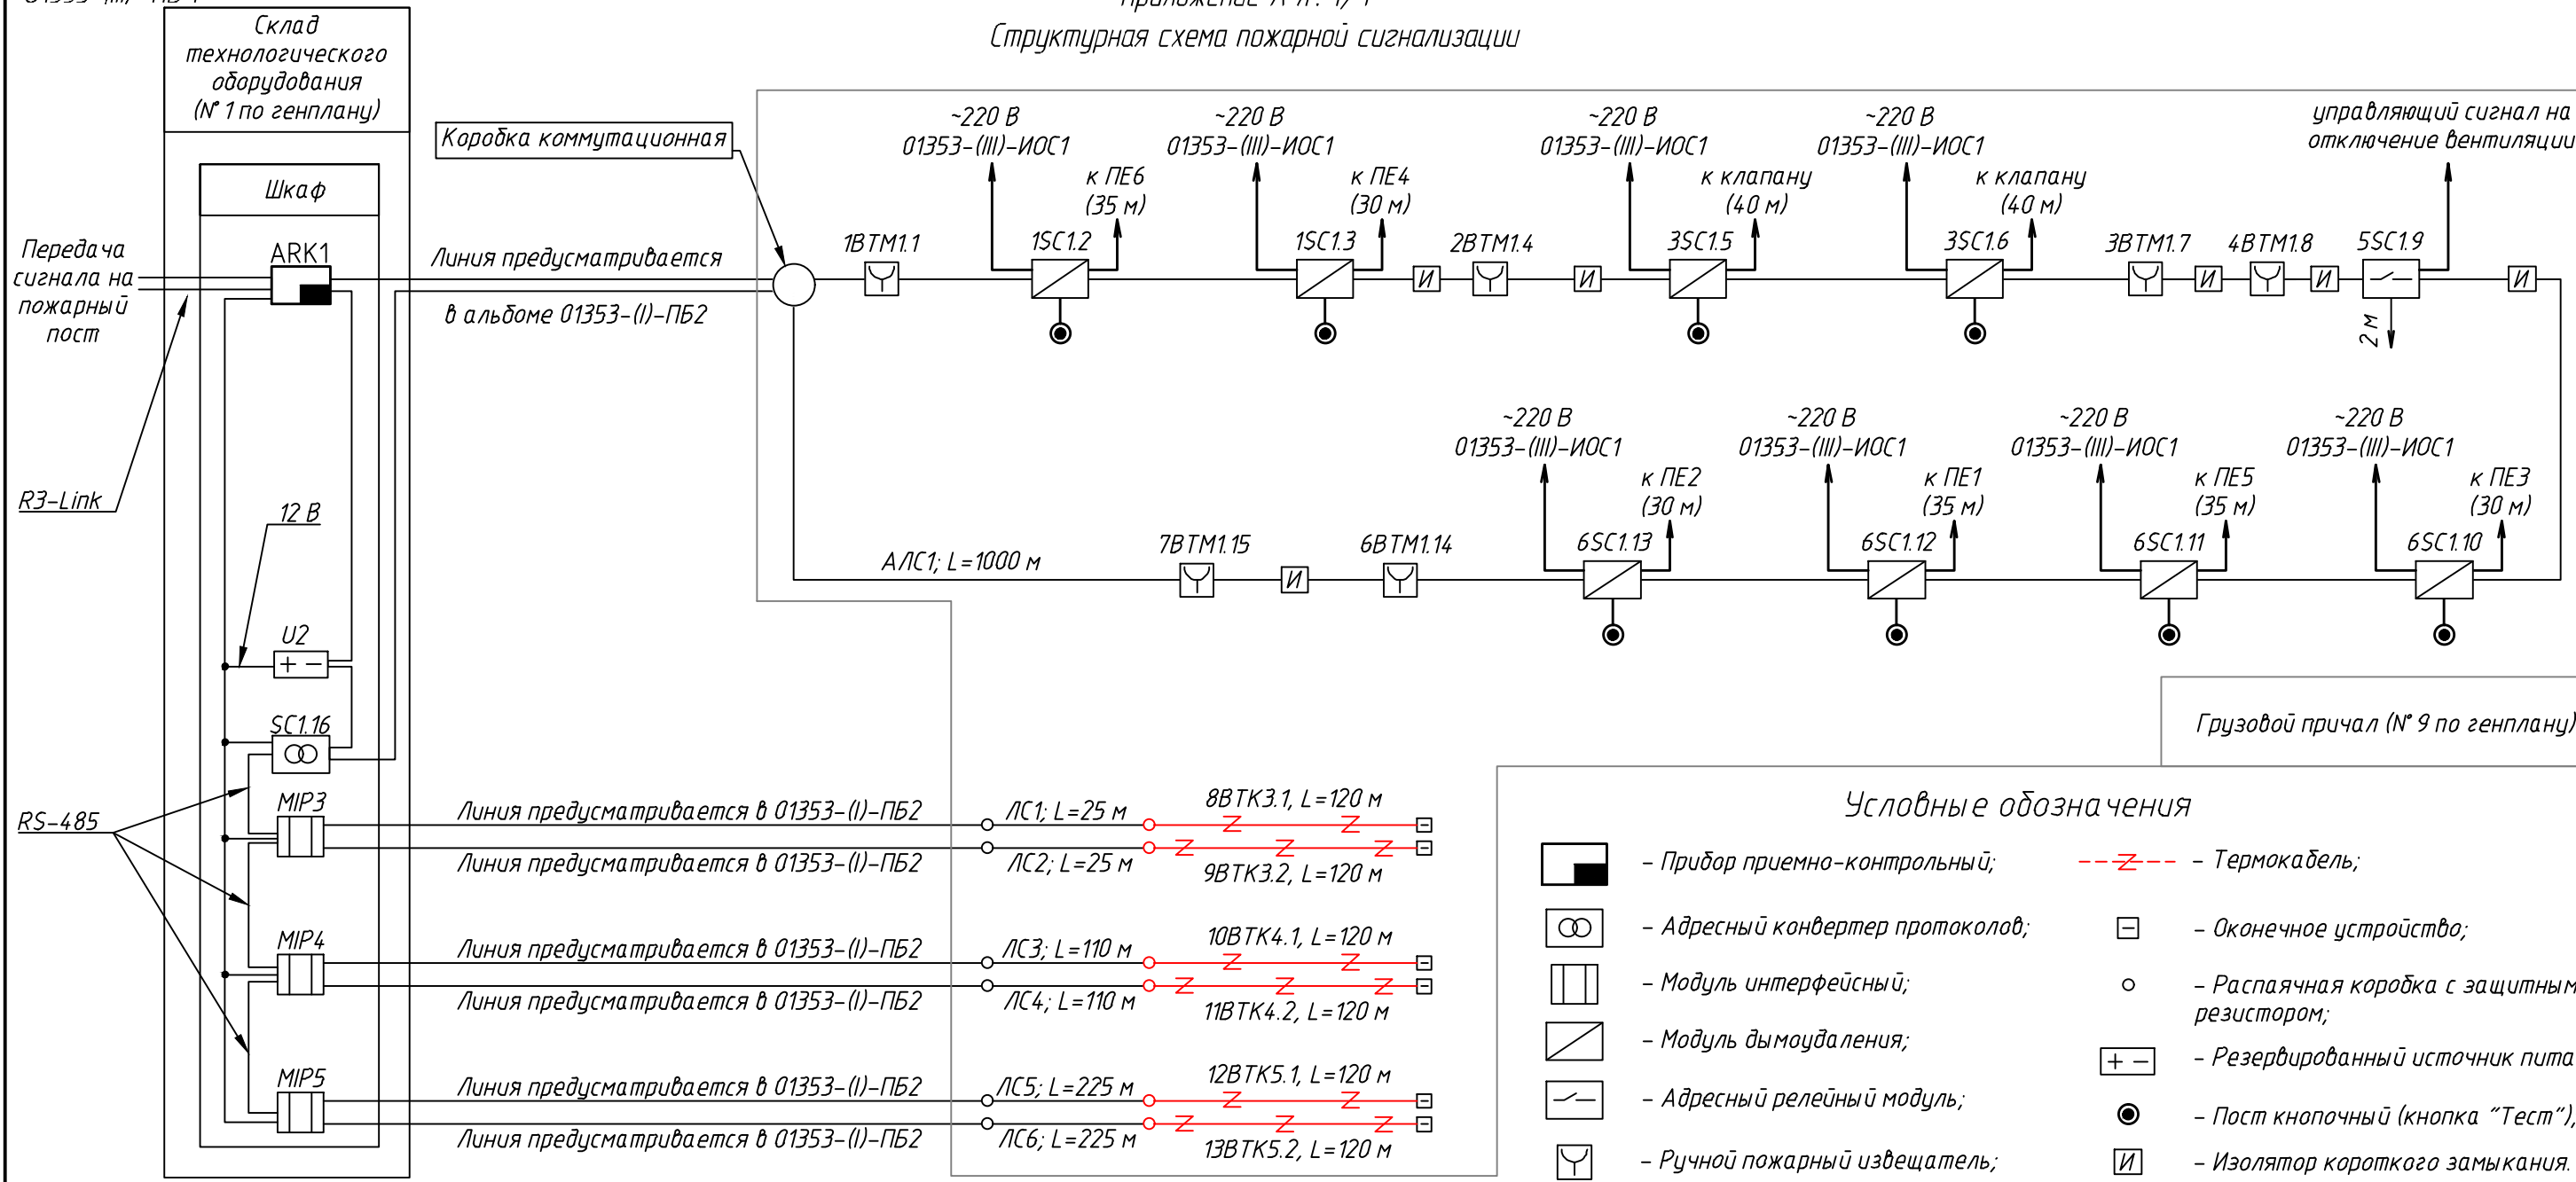 Структурная схема пожарной сигнализации
Склад
технологического
оборудования
(№ 1 по генплану)
Шкаф
Коробка коммутационная
Передача
сигнала на
пожарный
пост
ARK1
R3-Link
12 В
U2
SC1.16
RS-485
MIP3
MIP4
MIP5
Линия предусматривается
в альбоме 01353-(I)-ПБ2
1ВТМ1.1
~220 В
01353-(III)-ИОС1
к ПЕ6
(35 м)
1SC1.2
~220 В
01353-(III)-ИОС1
к ПЕ4
(30 м)
1SC1.3
И
2ВТМ1.4
И
~220 В
01353-(III)-ИОС1
к клапану
(40 м)
3SC1.5
~220 В
01353-(III)-ИОС1
к клапану
(40 м)
3SC1.6
3ВТМ1.7
И
4ВТМ1.8
И
5SC1.9
2 м
управляющий сигнал на
отключение вентиляции
И
АЛС1; L=1000 м
7ВТМ1.15
И
6ВТМ1.14
~220 В
01353-(III)-ИОС1
к ПЕ2
(30 м)
6SC1.13
~220 В
01353-(III)-ИОС1
к ПЕ1
(35 м)
6SC1.12
~220 В
01353-(III)-ИОС1
к ПЕ5
(35 м)
6SC1.11
~220 В
01353-(III)-ИОС1
к ПЕ3
(30 м)
6SC1.10
Грузовой причал (№ 9 по генплану)
Линия предусматривается в 01353-(I)-ПБ2
ЛС1; L=25 м
8ВТК3.1, L=120 м
Линия предусматривается в 01353-(I)-ПБ2
ЛС2; L=25 м
9ВТК3.2, L=120 м
Линия предусматривается в 01353-(I)-ПБ2
ЛС3; L=110 м
10ВТК4.1, L=120 м
Линия предусматривается в 01353-(I)-ПБ2
ЛС4; L=110 м
11ВТК4.2, L=120 м
Линия предусматривается в 01353-(I)-ПБ2
ЛС5; L=225 м
12ВТК5.1, L=120 м
Линия предусматривается в 01353-(I)-ПБ2
ЛС6; L=225 м
13ВТК5.2, L=120 м
Условные обозначения
- Прибор приемно-контрольный;
- Адресный конвертер протоколов;
- Модуль интерфейсный;
- Модуль дымоудаления;
- Адресный релейный модуль;
- Ручной пожарный извещатель;
- Термокабель;
- Оконечное устройство;
- Распаячная коробка с защитным
резистором;
- Резервированный источник пита
- Пост кнопочный (кнопка "Тест");
И
- Изолятор короткого замыкания.